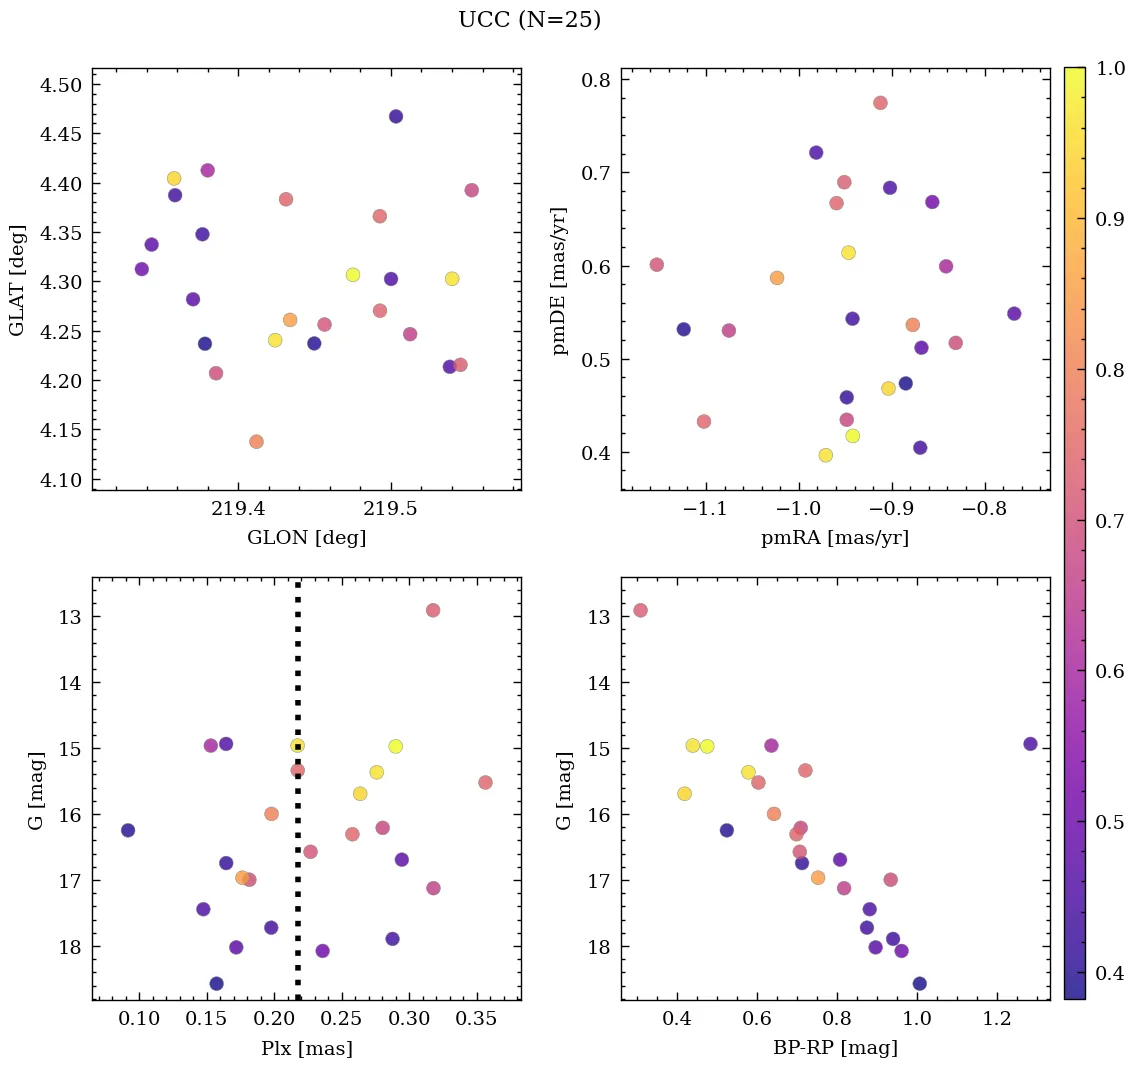 UCC (N=25)
4.50
4.45
4.40
4.35
4.30
4.25
4.20
4.15
4.10
GLAT [deg]
219.4 219.5
GLON [deg]
0.8
0.7
0.6
0.5
0.4
pmDE [mas/yr]
−1.1 −1.0 −0.9 −0.8
pmRA [mas/yr]
13
14
15
16
17
18
G [mag]
0.10 0.15 0.20 0.25 0.30 0.35
Plx [mas]
13
14
15
16
17
18
G [mag]
0.4 0.6 0.8 1.0 1.2
BP-RP [mag]
1.0
0.9
0.8
0.7
0.6
0.5
0.4